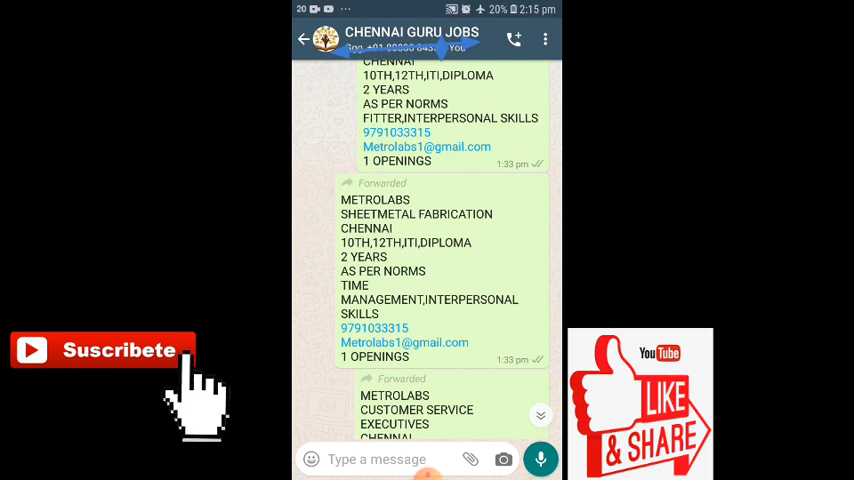 20
20% 2:15 pm
CHENNAI GURU JOBS
You
CHENNAI
10TH,12TH,ITI,DIPLOMA
2 YEARS
AS PER NORMS
FITTER,INTERPERSONAL SKILLS
9791033315
Metrolabs1@gmail.com
1 OPENINGS
1:33 pm
Forwarded
METROLABS
SHEETMETAL FABRICATION
CHENNAI
10TH,12TH,ITI,DIPLOMA
2 YEARS
AS PER NORMS
TIME
MANAGEMENT,INTERPERSONAL
SKILLS
9791033315
Metrolabs1@gmail.com
1 OPENINGS
1:33 pm
Forwarded
METROLABS
CUSTOMER SERVICE
EXECUTIVES
CHENNAI
Type a message
Suscribete
YouTube
LIKE
& SHARE